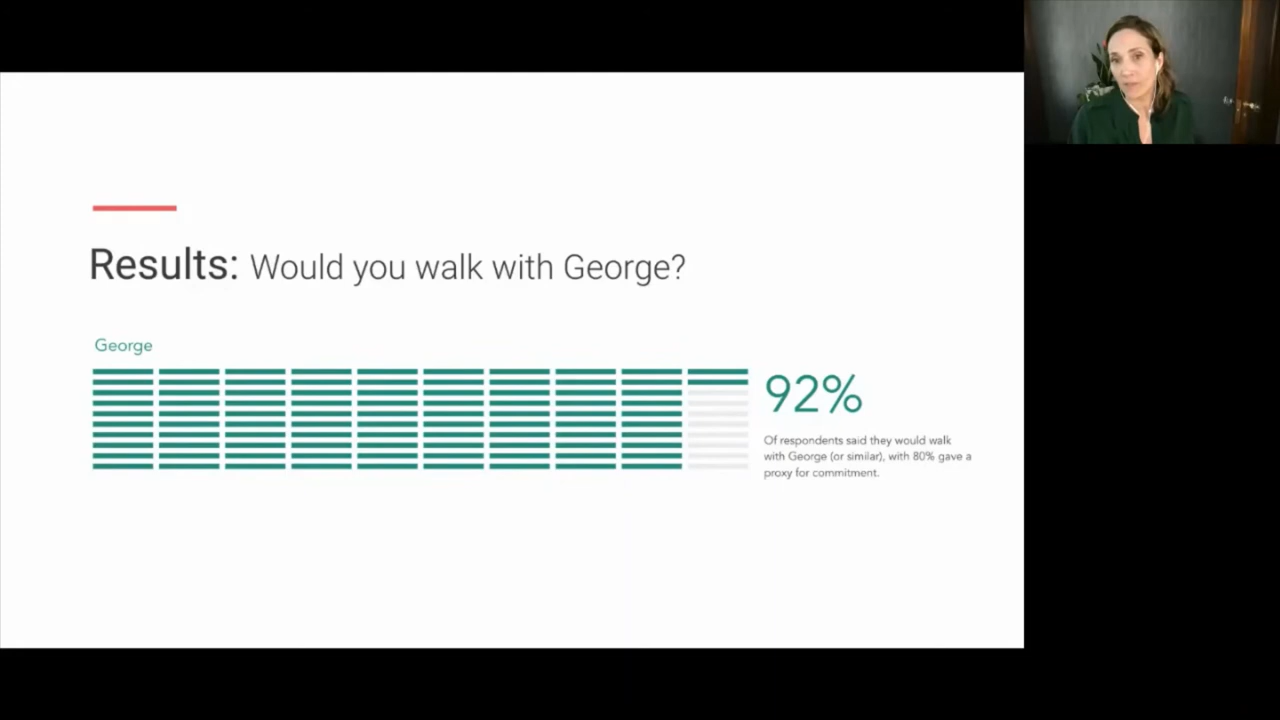 Results: Would you walk with George?
George
92%
Of respondents said they would walk
with George (or similar), with 80% gave a
proxy for commitment.